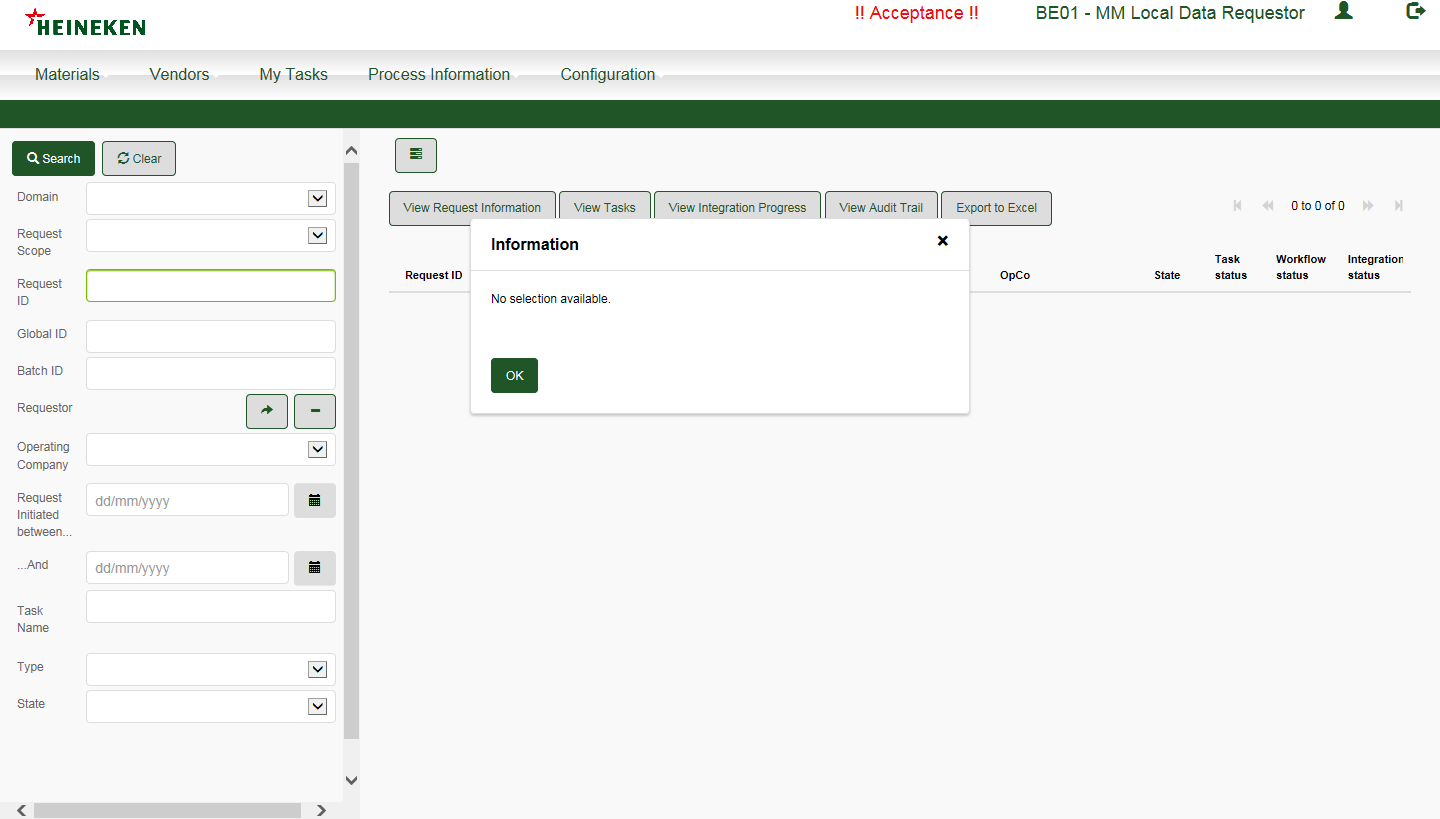 HEINEKEN
!! Acceptance !!
BE01 - MM Local Data Requestor
Materials
Vendors
My Tasks
Process Information
Configuration
Search
Clear
Domain
Request
Scope
Request
ID
Global ID
Batch ID
Requestor
Operating
Company
Request
Initiated
between...
dd/mm/yyyy
...And
dd/mm/yyyy
Task
Name
Type
State
View Request Information
View Tasks
View Integration Progress
View Audit Trail
Export to Excel
0 to 0 of 0
Request ID
OpCo
State
Task
status
Workflow
status
Integration
status
Information
No selection available.
OK